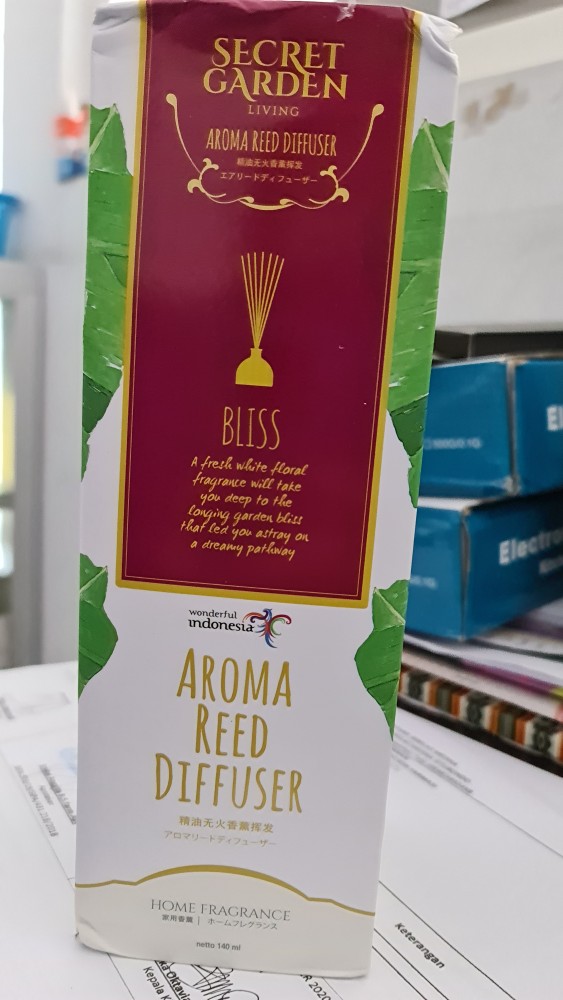 SECRET
GARDEN
LIVING
AROMA REED DIFFUSER
精油无火香薰挥发
エアリードディフューザー
BLISS
A fresh white floral
fragrance will take
you deep to the
longing garden bliss
that led you astray on
a dreamy pathway
wonderful
indonesia
AROMA
REED
DIFFUSER
精油无火香薰挥发
アロマリードディフューザー
HOME FRAGRANCE
家用香薰 | ホームフレグランス
netto 140 ml
El
Electro
Keterangan
R 2020
Kepala K